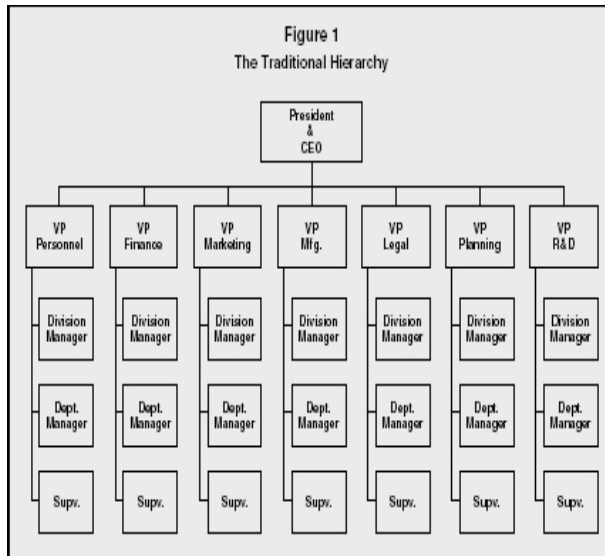 Figure 1
The Traditional Hierarchy
President
&
CEO
VP
Personnel
VP
Finance
VP
Marketing
VP
Mfg.
VP
Legal
VP
Planning
VP
R&D
Division
Manager
Division
Manager
Division
Manager
Division
Manager
Division
Manager
Division
Manager
Division
Manager
Dept.
Manager
Dept.
Manager
Dept.
Manager
Dept.
Manager
Dept.
Manager
Dept.
Manager
Dept.
Manager
Supv.
Supv.
Supv.
Supv.
Supv.
Supv.
Supv.